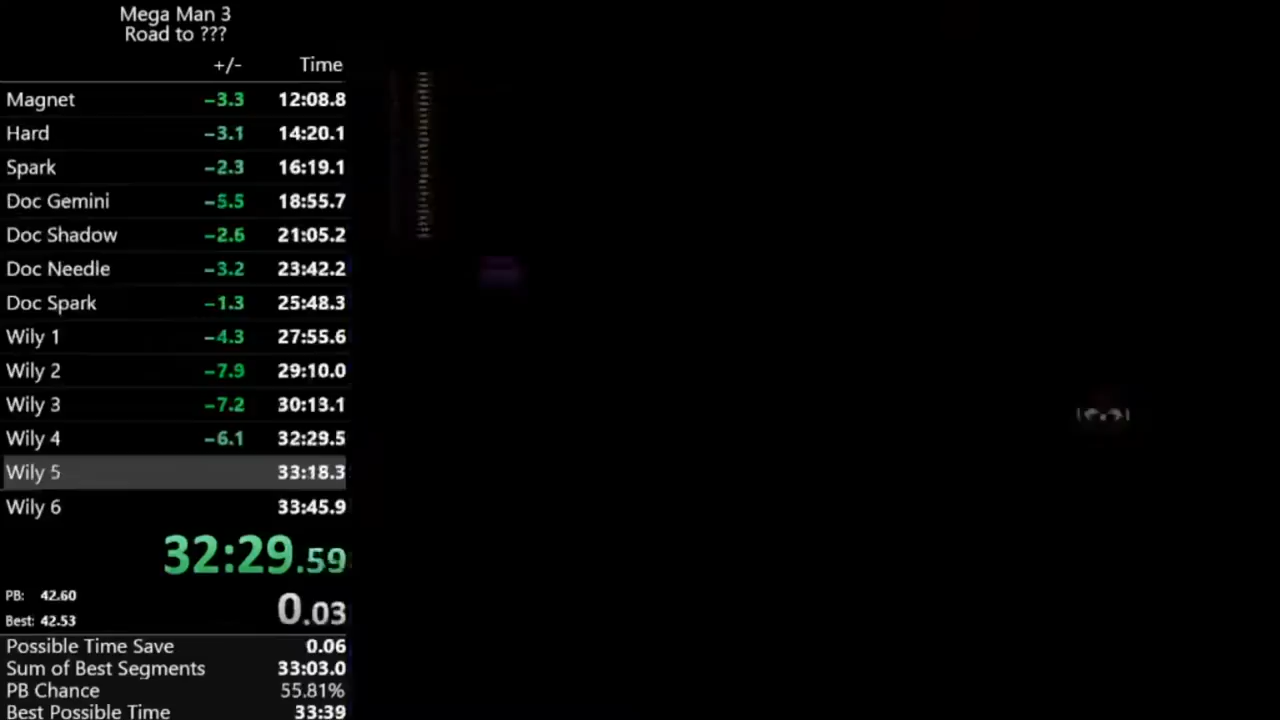 Mega Man 3
Road to ???
+/- Time
Magnet −3.3 12:08.8
Hard −3.1 14:20.1
Spark −2.3 16:19.1
Doc Gemini −5.5 18:55.7
Doc Shadow −2.6 21:05.2
Doc Needle −3.2 23:42.2
Doc Spark −1.3 25:48.3
Wily 1 −4.3 27:55.6
Wily 2 −7.9 29:10.0
Wily 3 −7.2 30:13.1
Wily 4 −6.1 32:29.5
Wily 5 33:18.3
Wily 6 33:45.9
32:29.59
PB: 42.60
Best: 42.53
0.03
Possible Time Save 0.06
Sum of Best Segments 33:03.0
PB Chance 55.81%
Best Possible Time 33:39